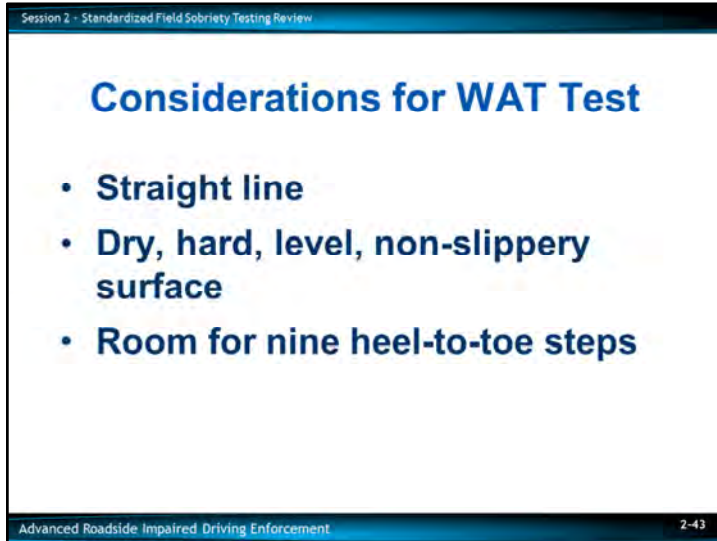 Session 2 - Standardized Field Sobriety Testing Review
Considerations for WAT Test
• Straight line
• Dry, hard, level, non-slippery
surface
• Room for nine heel-to-toe steps
Advanced Roadside Impaired Driving Enforcement
2-43